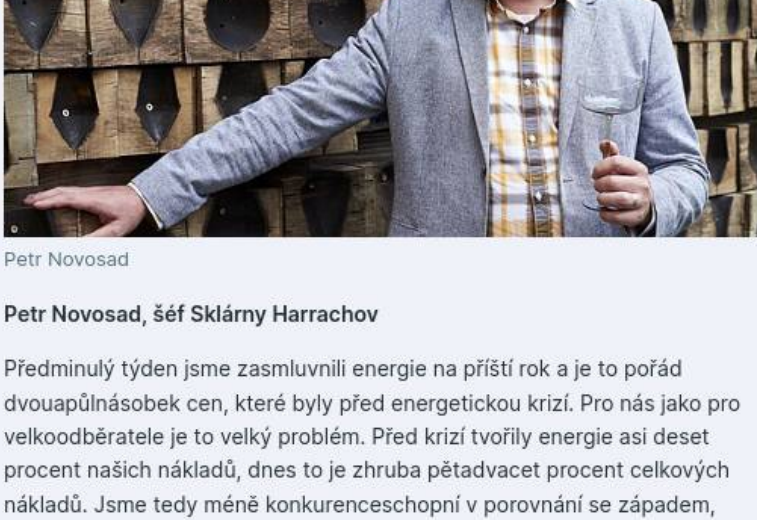 Petr Novosad
Petr Novosad, šéf Sklárny Harrachov
Předminulý týden jsme zasmluvnili energie na příští rok a je to pořád
dvouapůlnásobek cen, které byly před energetickou krizí. Pro nás jako pro
velkoodběratele je to velký problém. Před krizí tvořily energie asi deset
procent našich nákladů, dnes to je zhruba pětadvacet procent celkových
nákladů. Jsme tedy méně konkurenceschopní v porovnání se západem,